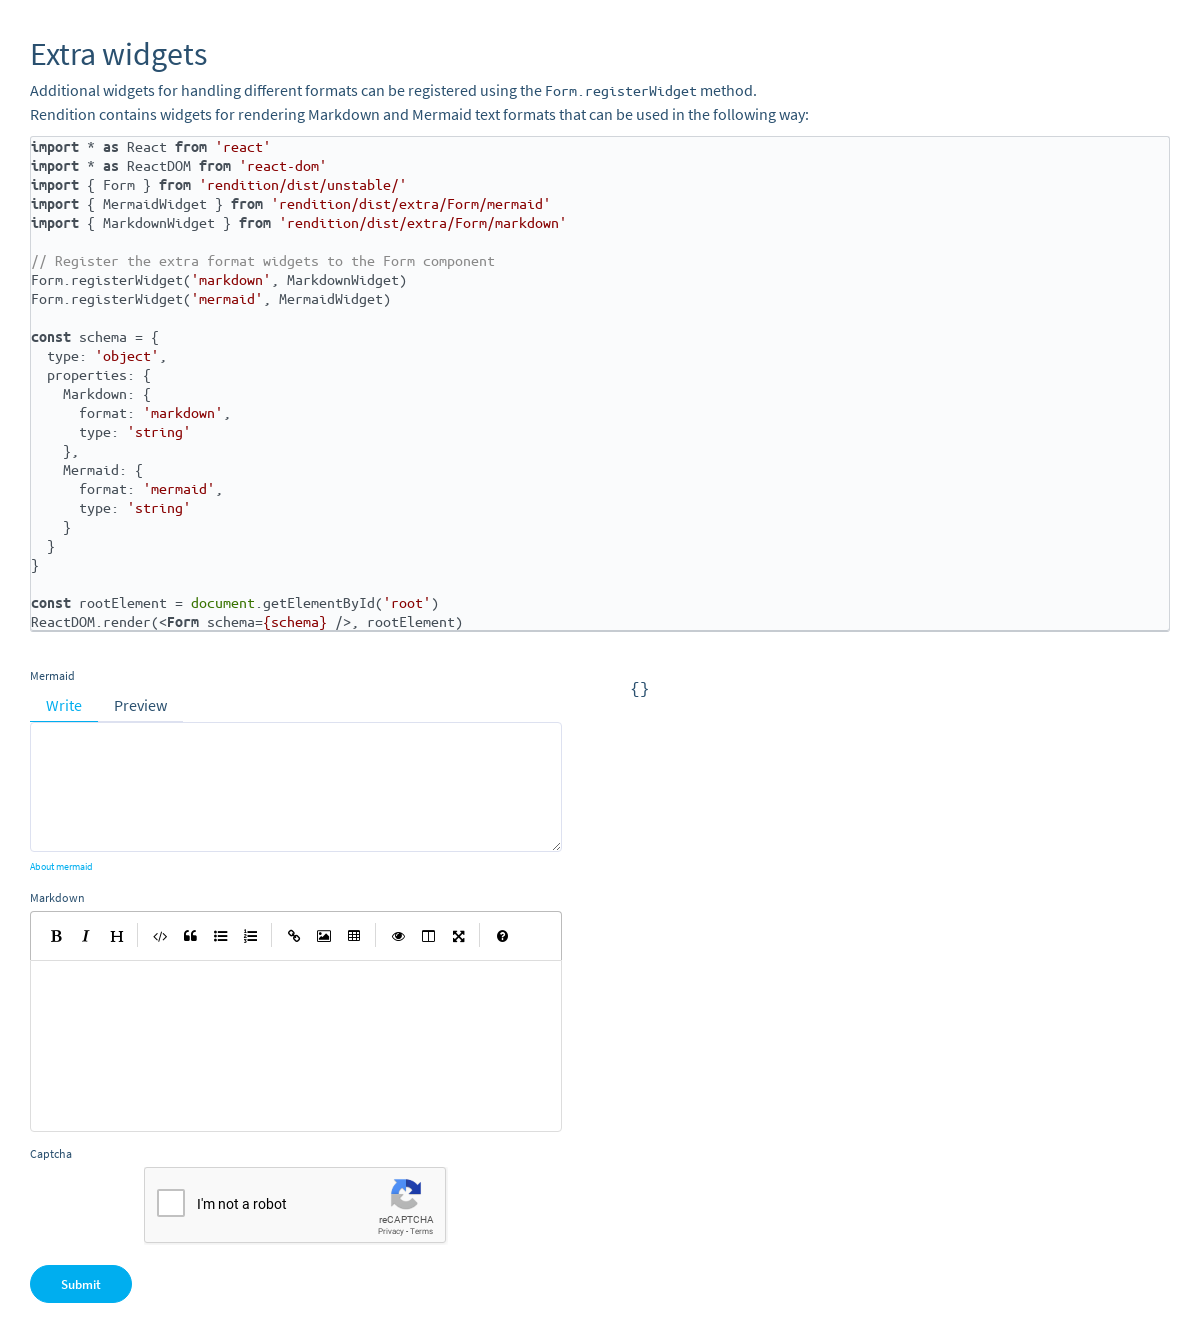 Extra widgets
Additional widgets for handling different formats can be registered using the Form.registerWidget method.
Rendition contains widgets for rendering Markdown and Mermaid text formats that can be used in the following way:
import * as React from 'react'
import * as ReactDOM from 'react-dom'
import { Form } from 'rendition/dist/unstable/'
import { MermaidWidget } from 'rendition/dist/extra/Form/mermaid'
import { MarkdownWidget } from 'rendition/dist/extra/Form/markdown'

// Register the extra format widgets to the Form component
Form.registerWidget('markdown', MarkdownWidget)
Form.registerWidget('mermaid', MermaidWidget)

const schema = {
  type: 'object',
  properties: {
    Markdown: {
      format: 'markdown',
      type: 'string'
    },
    Mermaid: {
      format: 'mermaid',
      type: 'string'
    }
  }
}

const rootElement = document.getElementById('root')
ReactDOM.render(<Form schema={schema} />, rootElement)
Mermaid
{}
Write Preview
About mermaid
Markdown
B I H
Captcha
I'm not a robot
reCAPTCHA
Privacy - Terms
Submit